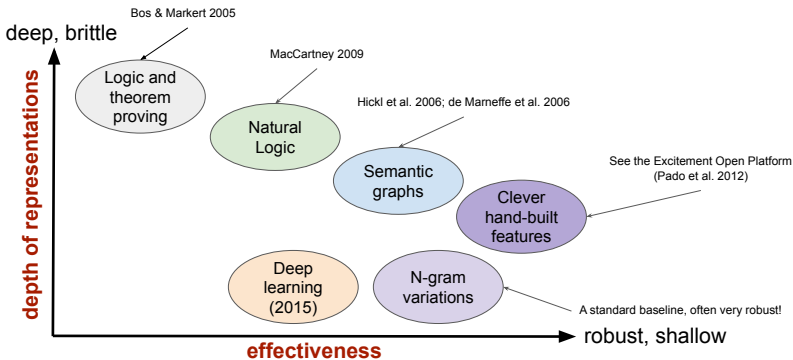 Bos & Markert 2005
deep, brittle
MacCartney 2009
Logic and
theorem
proving
Hickl et al. 2006; de Marneffe et al. 2006
Natural
Logic
See the Excitement Open Platform
(Pado et al. 2012)
Semantic
graphs
Clever
hand-built
features
depth of representations
Deep
learning
(2015)
N-gram
variations
A standard baseline, often very robust!
robust, shallow
effectiveness